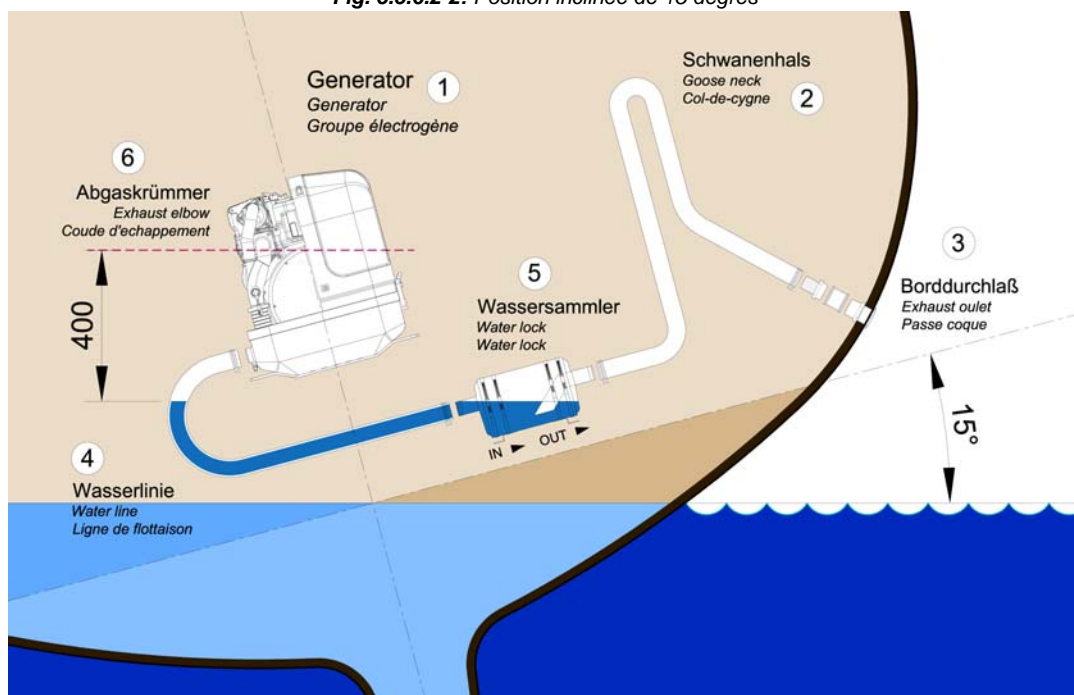 Fig. Position inclinée de 15 degrés
Generator
Generator
Groupe électrogène
1
Schwanenhals
Goose neck
Col-de-cygne
2
6
Abgaskrümmer
Exhaust elbow
Coude d'echappement
400
3
Borddurchlaß
Exhaust oulet
Passe coque
5
Wassersammler
Water lock
Water lock
IN
OUT
15°
4
Wasserlinie
Water line
Ligne de flottaison